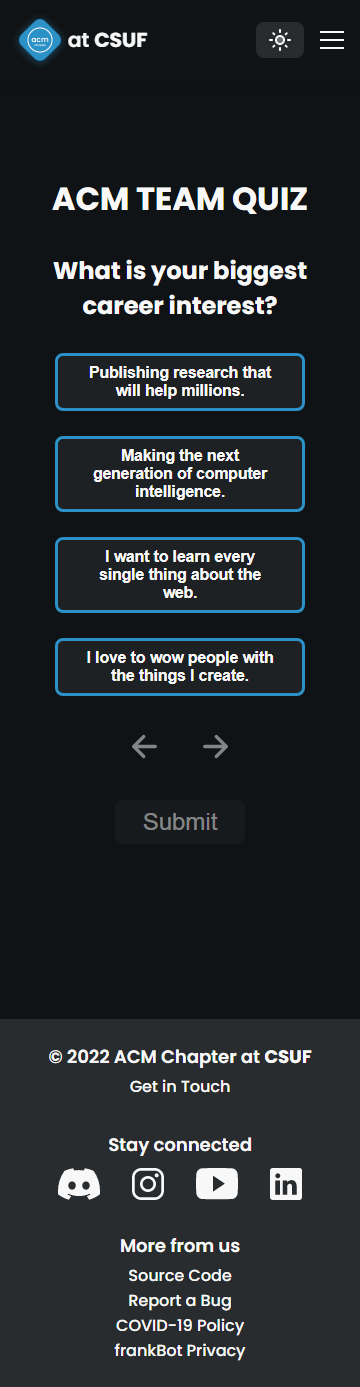 acm
at CSUF
ACM TEAM QUIZ
What is your biggest
career interest?
Publishing research that
will help millions.
Making the next
generation of computer
intelligence.
I want to learn every
single thing about the
web.
I love to wow people with
the things I create.
Submit
© 2022 ACM Chapter at CSUF
Get in Touch
Stay connected
in
More from us
Source Code
Report a Bug
COVID-19 Policy
frankBot Privacy